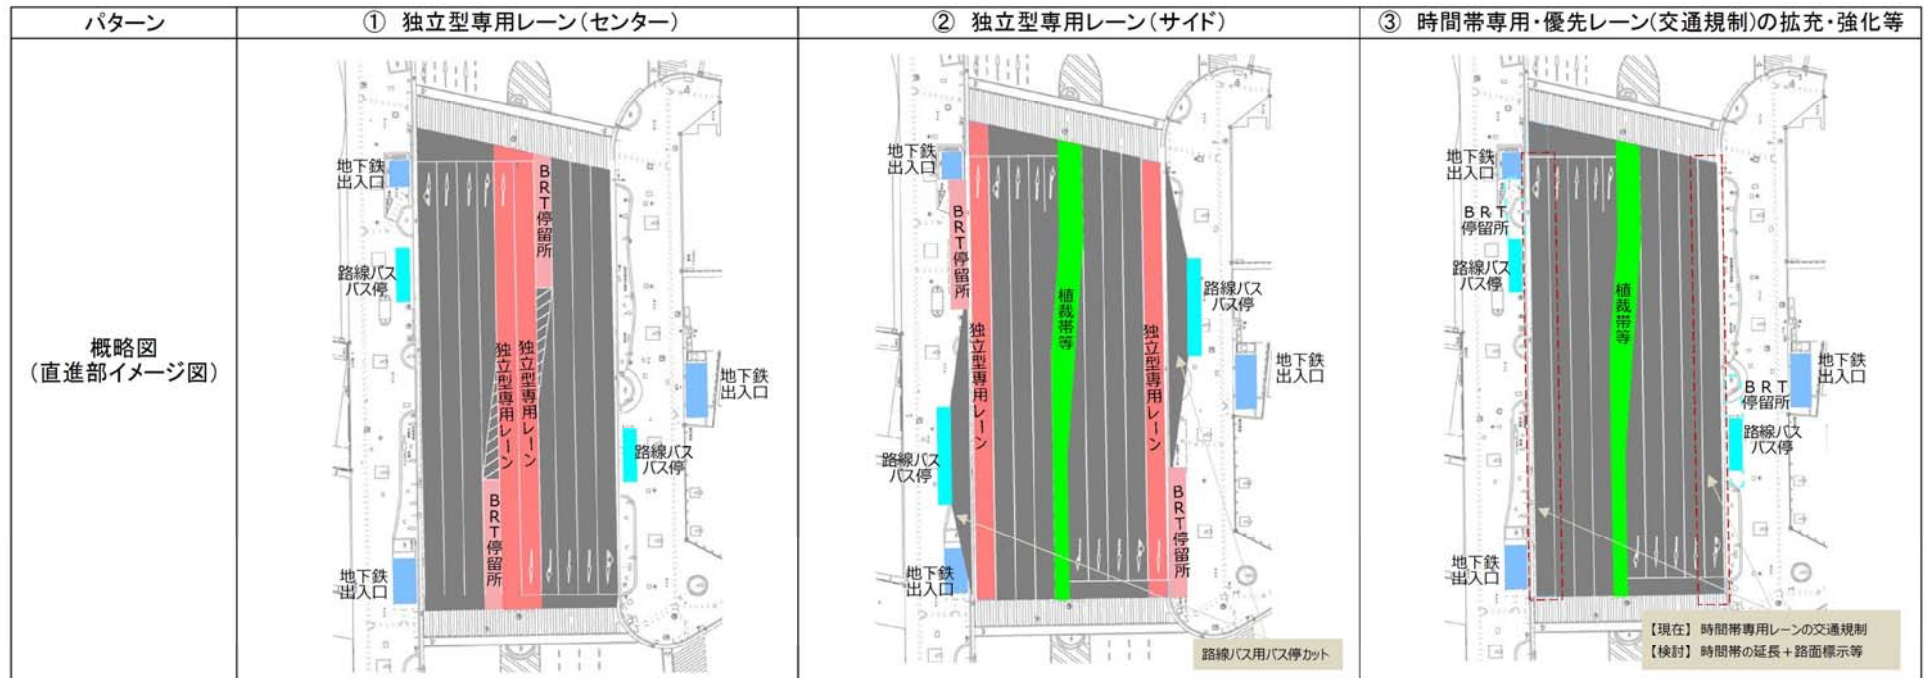 パターン
① 独立型専用レーン(センター)
② 独立型専用レーン(サイド)
③ 時間帯専用・優先レーン(交通規制)の拡充・強化等
概略図
(直進部イメージ図)
地下鉄
出入口
路線バス
バス停
地下鉄
出入口
BRT停留所
独立型専用レーン
独立型専用レーン
BRT停留所
地下鉄
出入口
路線バス
バス停
地下鉄
出入口
BRT停留所
独立型専用レーン
路線バス
バス停
地下鉄
出入口
植裁帯等
独立型専用レーン
路線バス
バス停
地下鉄
出入口
BRT停留所
路線バス用バス停カット
地下鉄
出入口
BRT
停留所
路線バス
バス停
地下鉄
出入口
植裁帯等
地下鉄
出入口
BRT
停留所
路線バス
バス停
【現在】 時間帯専用レーンの交通規制
【検討】 時間帯の延長+路面標示等